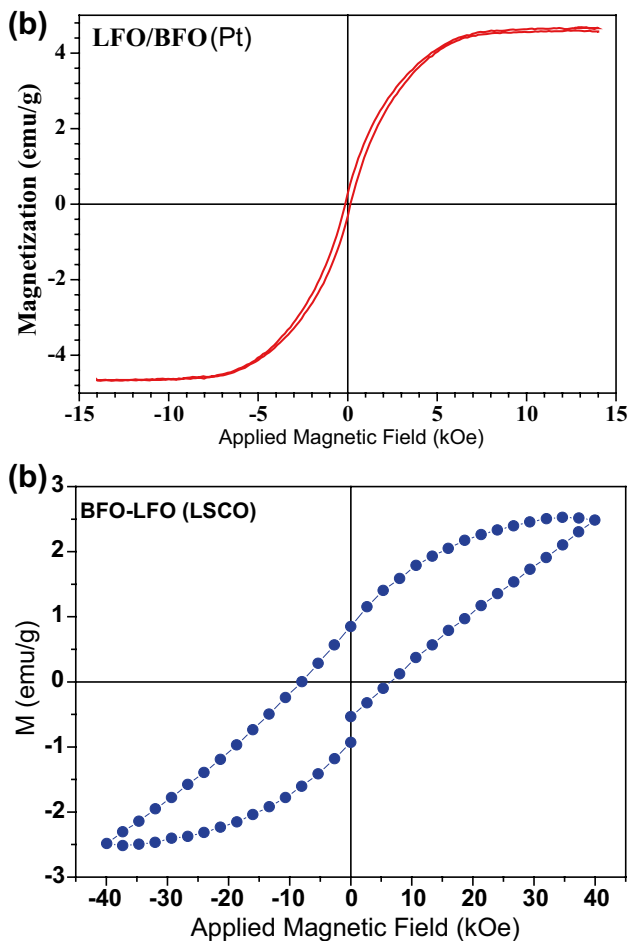 (b)
LFO/BFO(Pt)
Magnetization (emu/g)
4
2
0
-2
-4
-15 -10 -5 0 5 10 15
Applied Magnetic Field (kOe)
(b)
BFO-LFO (LSCO)
M (emu/g)
3
2
1
0
-1
-2
-3
-40 -30 -20 -10 0 10 20 30 40
Applied Magnetic Field (kOe)